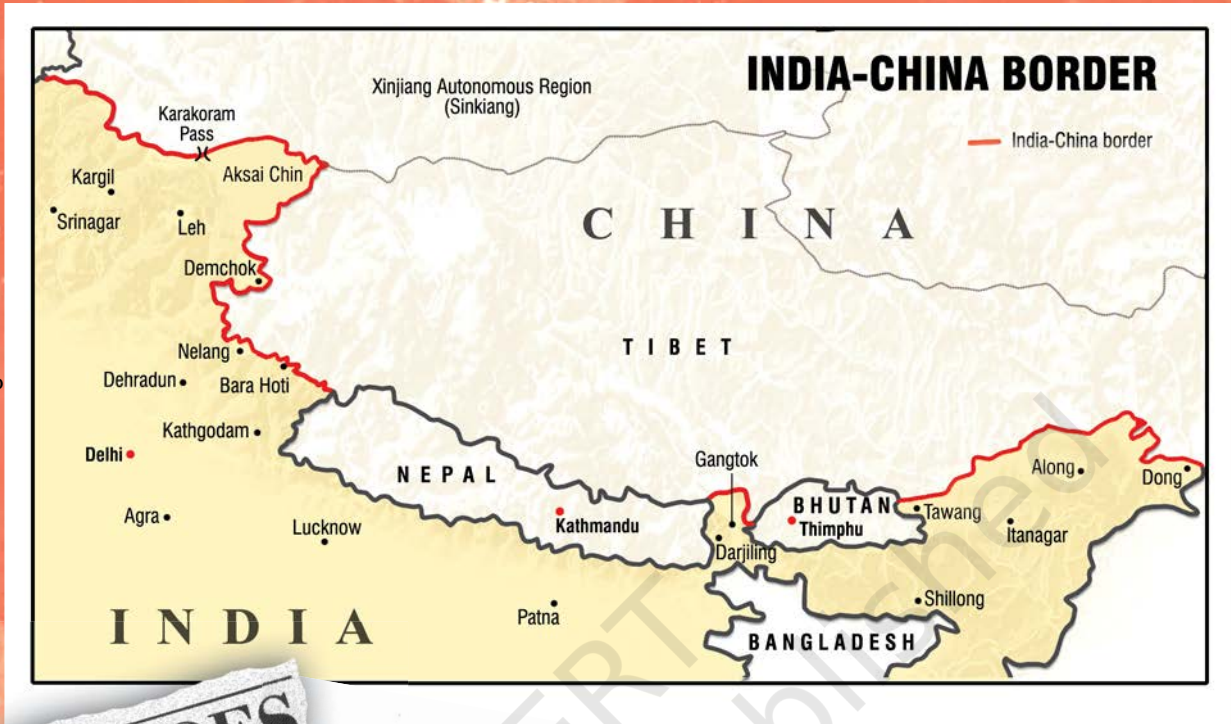 INDIA-CHINA BORDER
India-China border
Xinjiang Autonomous Region
(Sinkiang)
Karakoram
Pass
Aksai Chin
Kargil
Srinagar
Leh
CHINA
Demchok
TIBET
Nelang
Dehradun
Bara Hoti
Kathgodam
Delhi
NEPAL
Gangtok
Along
Dong
BHUTAN
Thimphu
Tawang
Agra
Lucknow
Kathmandu
Itanagar
Darjiling
INDIA
Patna
Shillong
BANGLADESH